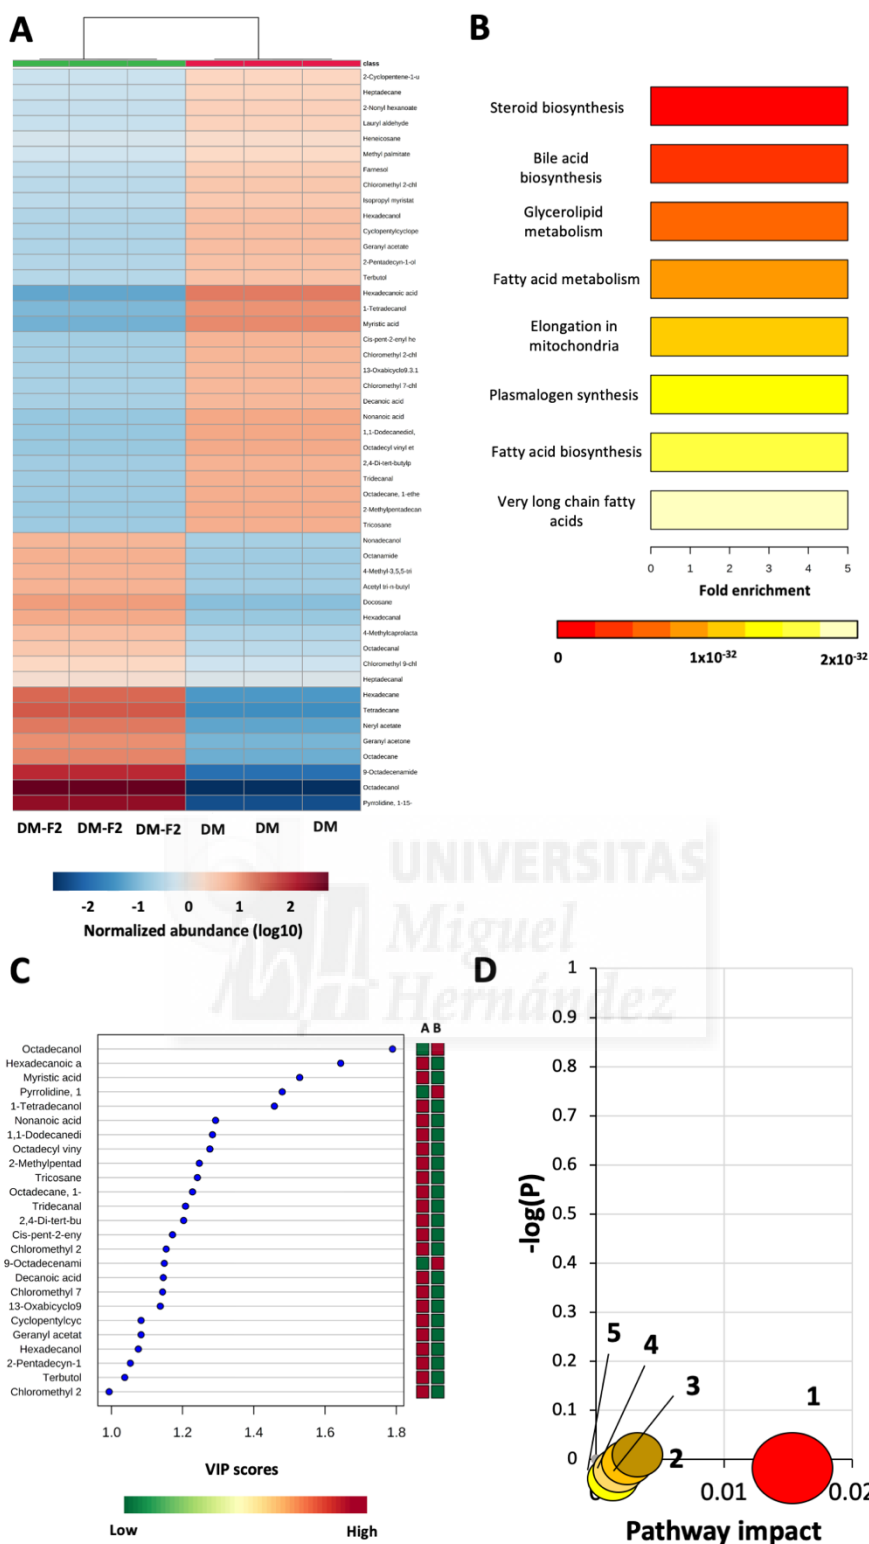 A
B
class
2-Cyclopentene-1-u
Heptadecane
2-Nonyl hexanoate
Lauryl aldehyde
Heneicosane
Methyl palmitate
Farnesol
Chloromethyl 2-chl
Isopropyl myristat
Hexadecanol
Cyclopentylcyclope
Geranyl acetate
2-Pentadecyn-1-ol
Terbutol
Hexadecanoic acid
1-Tetradecanol
Myristic acid
Cis-pent-2-enyl he
Chloromethyl 2-chl
13-Oxabicyclo9.3.1
Chloromethyl 7-chl
Decanoic acid
Nonanoic acid
1,1-Dodecanediol,
Octadecyl vinyl et
2,4-Di-tert-butylp
Tridecanal
Octadecane, 1-ethe
2-Methylpentadecan
Tricosane
Nonadecanol
Octanamide
4-Methyl-3,5,5-tri
Acetyl tri-n-butyl
Docosane
Hexadecanal
4-Methylcaprolacta
Octadecanal
Chloromethyl 9-chl
Heptadecanal
Hexadecane
Tetradecane
Neryl acetate
Geranyl acetone
Octadecane
9-Octadecenamide
Octadecanol
Pyrrolidine, 1-15-
DM-F2 DM-F2 DM-F2 DM DM DM
-2 -1 0 1 2
Normalized abundance (log10)
Steroid biosynthesis
Bile acid
biosynthesis
Glycerolipid
metabolism
Fatty acid metabolism
Elongation in
mitochondria
Plasmalogen synthesis
Fatty acid biosynthesis
Very long chain fatty
acids
0 1 2 3 4 5
Fold enrichment
0 1x10-32 2x10-32
UNIVERSITAS
Miguel
Hernández
C
A B
Octadecanol
Hexadecanoic a
Myristic acid
Pyrrolidine, 1
1-Tetradecanol
Nonanoic acid
1,1-Dodecanedi
Octadecyl viny
2-Methylpentad
Tricosane
Octadecane, 1-
Tridecanal
2,4-Di-tert-bu
Cis-pent-2-eny
Chloromethyl 2
9-Octadecenami
Decanoic acid
Chloromethyl 7
13-Oxabicyclo9
Cyclopentylcyc
Geranyl acetat
Hexadecanol
2-Pentadecyn-1
Terbutol
Chloromethyl 2
1.0 1.2 1.4 1.6 1.8
VIP scores
Low High
D
1
0.9
0.8
0.7
0.6
0.5
0.4
0.3
0.2
0.1
0
-log(P)
5
4
3
2
1
0.01 0.02
Pathway impact